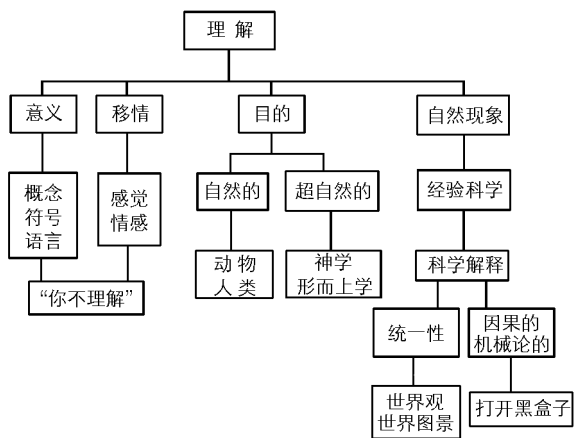 理 解
意义
移情
目的
自然现象
概念
符号
语言
感觉
情感
自然的
超自然的
经验科学
动 物
人 类
神学
形而上学
科学解释
“你不理解”
统一性
因果的
机械论的
世界观
世界图景
打开黑盒子